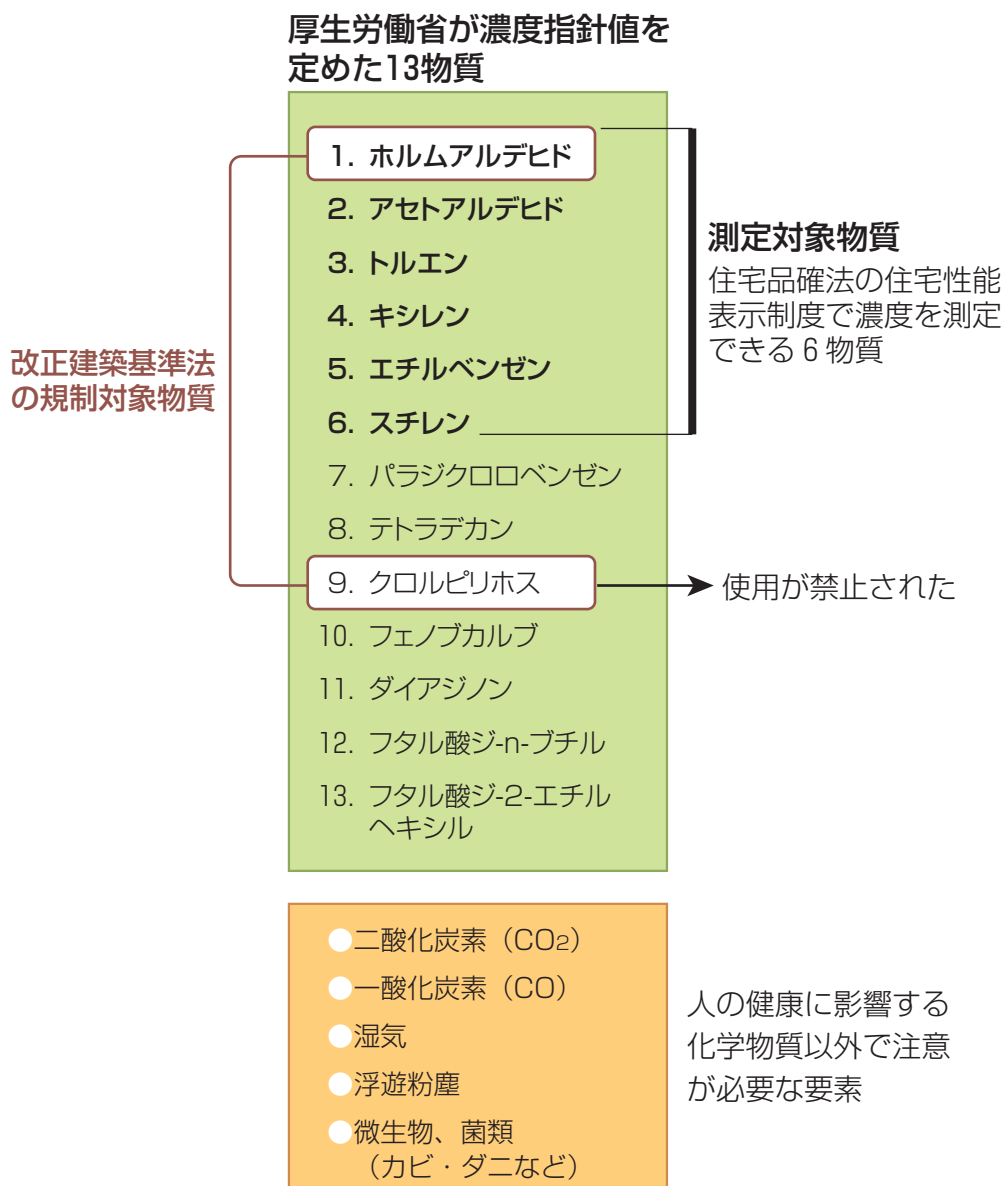 厚生労働省が濃度指針値を
定めた13物質
1. ホルムアルデヒド
2. アセトアルデヒド
3. トルエン
4. キシレン
5. エチルベンゼン
6. スチレン
7. パラジクロロベンゼン
8. テトラデカン
9. クロルピリホス
10. フェノブカルブ
11. ダイアジノン
12. フタル酸ジ-n-ブチル
13. フタル酸ジ-2-エチル
ヘキシル
改正建築基準法
の規制対象物質
測定対象物質
住宅品確法の住宅性能
表示制度で濃度を測定
できる6物質
使用が禁止された
●二酸化炭素（CO2）
●一酸化炭素（CO）
●湿気
●浮遊粉塵
●微生物、菌類
（カビ・ダニなど）
人の健康に影響する
化学物質以外で注意
が必要な要素